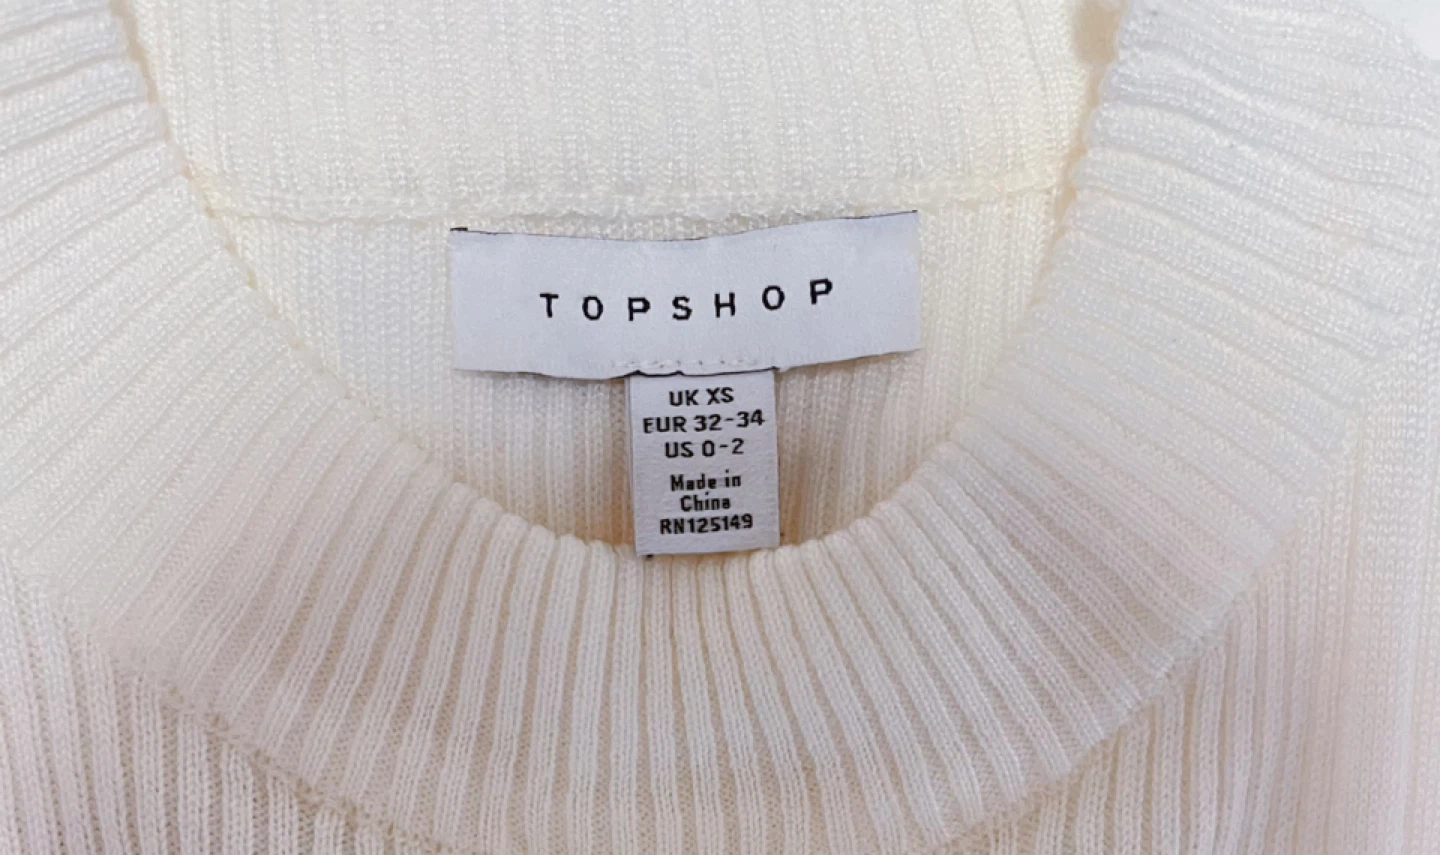 TOPSHOP
UK XS
EUR 32-34
US 0-2
Made in
China
RN125149